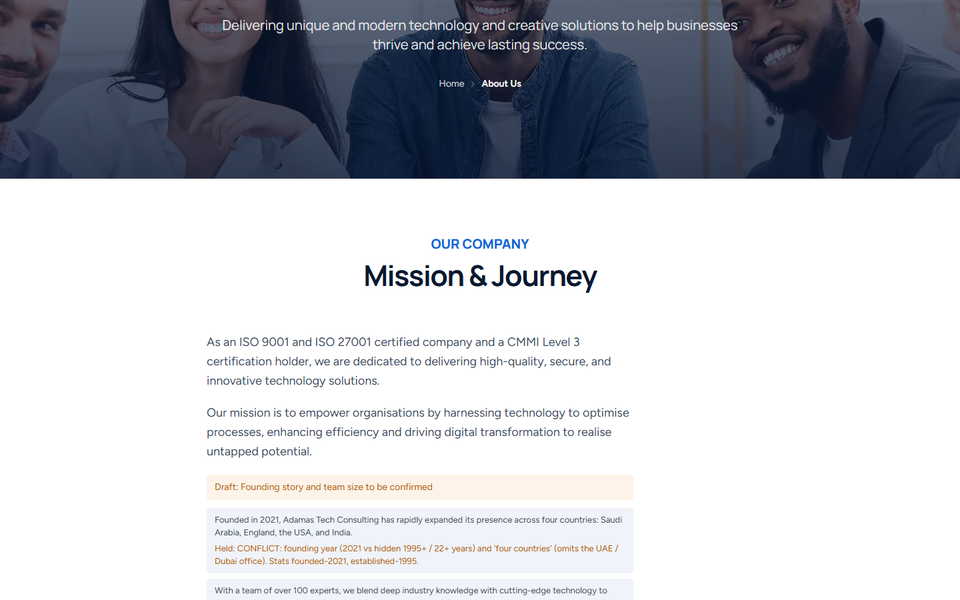 Delivering unique and modern technology and creative solutions to help businesses
thrive and achieve lasting success.
Home > About Us
OUR COMPANY
Mission & Journey
As an ISO 9001 and ISO 27001 certified company and a CMMI Level 3
certification holder, we are dedicated to delivering high-quality, secure, and
innovative technology solutions.
Our mission is to empower organisations by harnessing technology to optimise
processes, enhancing efficiency and driving digital transformation to realise
untapped potential.
Draft: Founding story and team size to be confirmed
Founded in 2021, Adamas Tech Consulting has rapidly expanded its presence across four countries: Saudi
Arabia, England, the USA, and India.
Held: CONFLICT: founding year (2021 vs hidden 1995+ / 22+ years) and 'four countries' (omits the UAE /
Dubai office). Stats founded-2021, established-1995.
With a team of over 100 experts, we blend deep industry knowledge with cutting-edge technology to